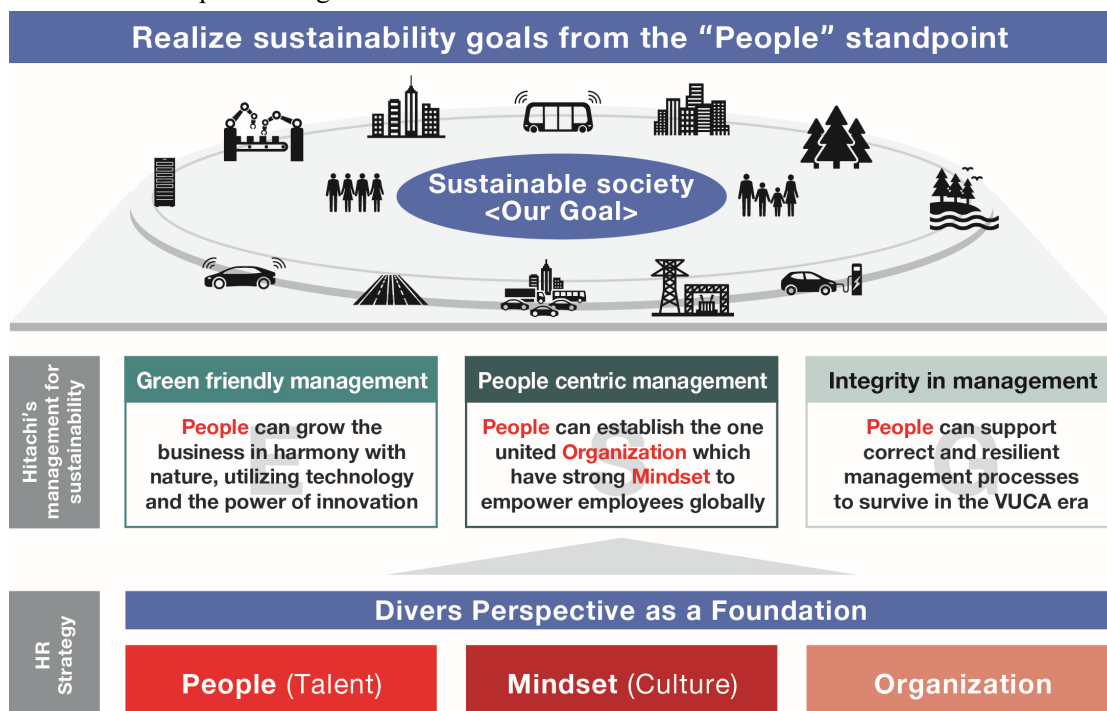 Realize sustainability goals from the “People” standpoint
Sustainable society
<Our Goal>
Hitachi’s
management for
sustainability
Green friendly management
People can grow the
business in harmony with
nature, utilizing technology
and the power of innovation
E
People centric management
People can establish the one
united Organization which
have strong Mindset to
empower employees globally
S
Integrity in management
People can support
correct and resilient
management processes
to survive in the VUCA era
G
HR
Strategy
Divers Perspective as a Foundation
People (Talent)
Mindset (Culture)
Organization